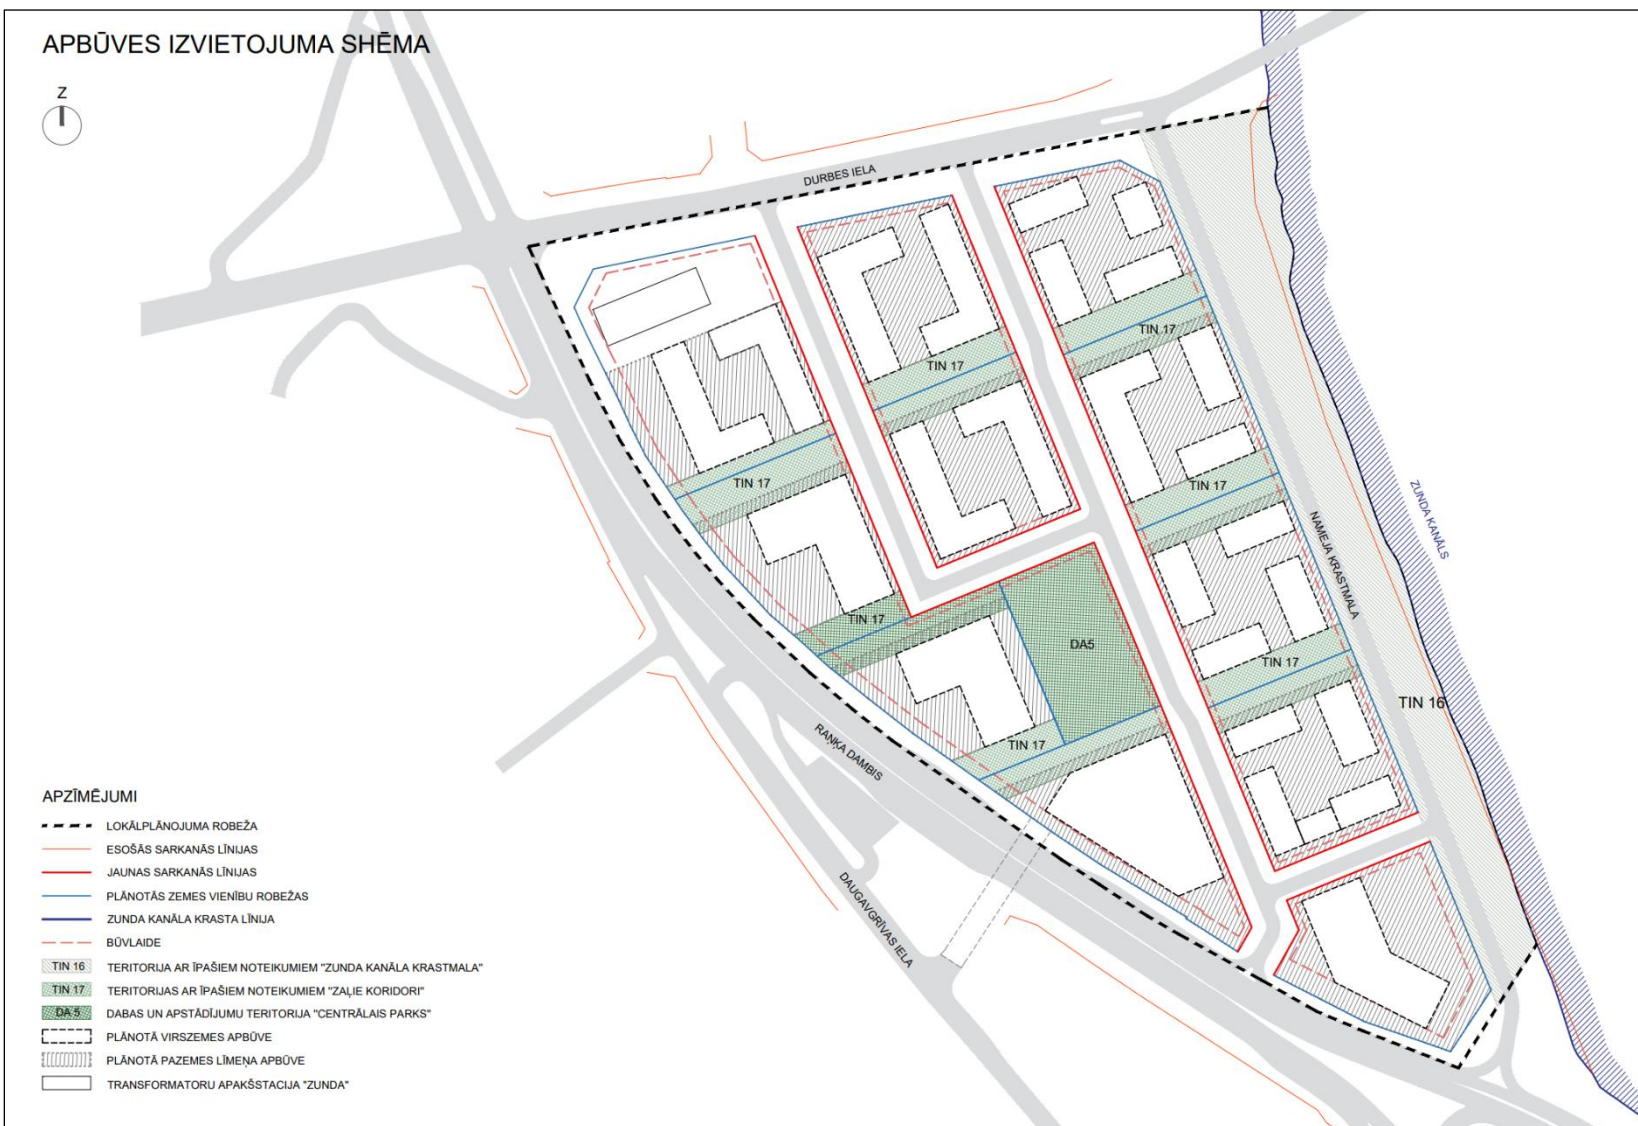 APBŪVES IZVIETOJUMA SHĒMA
Z
DURBES IELA
TIN 17
TIN 17
TIN 17
TIN 17
ZUNDA KANĀLS
NAMEJA KRASTMALA
TIN 17
DA5
TIN 17
TIN 16
TIN 17
RAŅĶA DAMBIS
DAUGAVGRĪVAS IELA
APZĪMĒJUMI
LOKĀLPLĀNOJUMA ROBEŽA
ESOŠĀS SARKANĀS LĪNIJAS
JAUNAS SARKANĀS LĪNIJAS
PLĀNOTĀS ZEMES VIENĪBU ROBEŽAS
ZUNDA KANĀLA KRASTA LĪNIJA
BŪVLAIDE
TIN 16 TERITORIJA AR ĪPAŠIEM NOTEIKUMIEM "ZUNDA KANĀLA KRASTMALA"
TIN 17 TERITORIJAS AR ĪPAŠIEM NOTEIKUMIEM "ZAĻIE KORIDORI"
DA 5 DABAS UN APSTĀDĪJUMU TERITORIJA "CENTRĀLAIS PARKS"
PLĀNOTĀ VIRSZEMES APBŪVE
PLĀNOTĀ PAZEMES LĪMEŅA APBŪVE
TRANSFORMATORU APAKŠSTACIJA "ZUNDA"